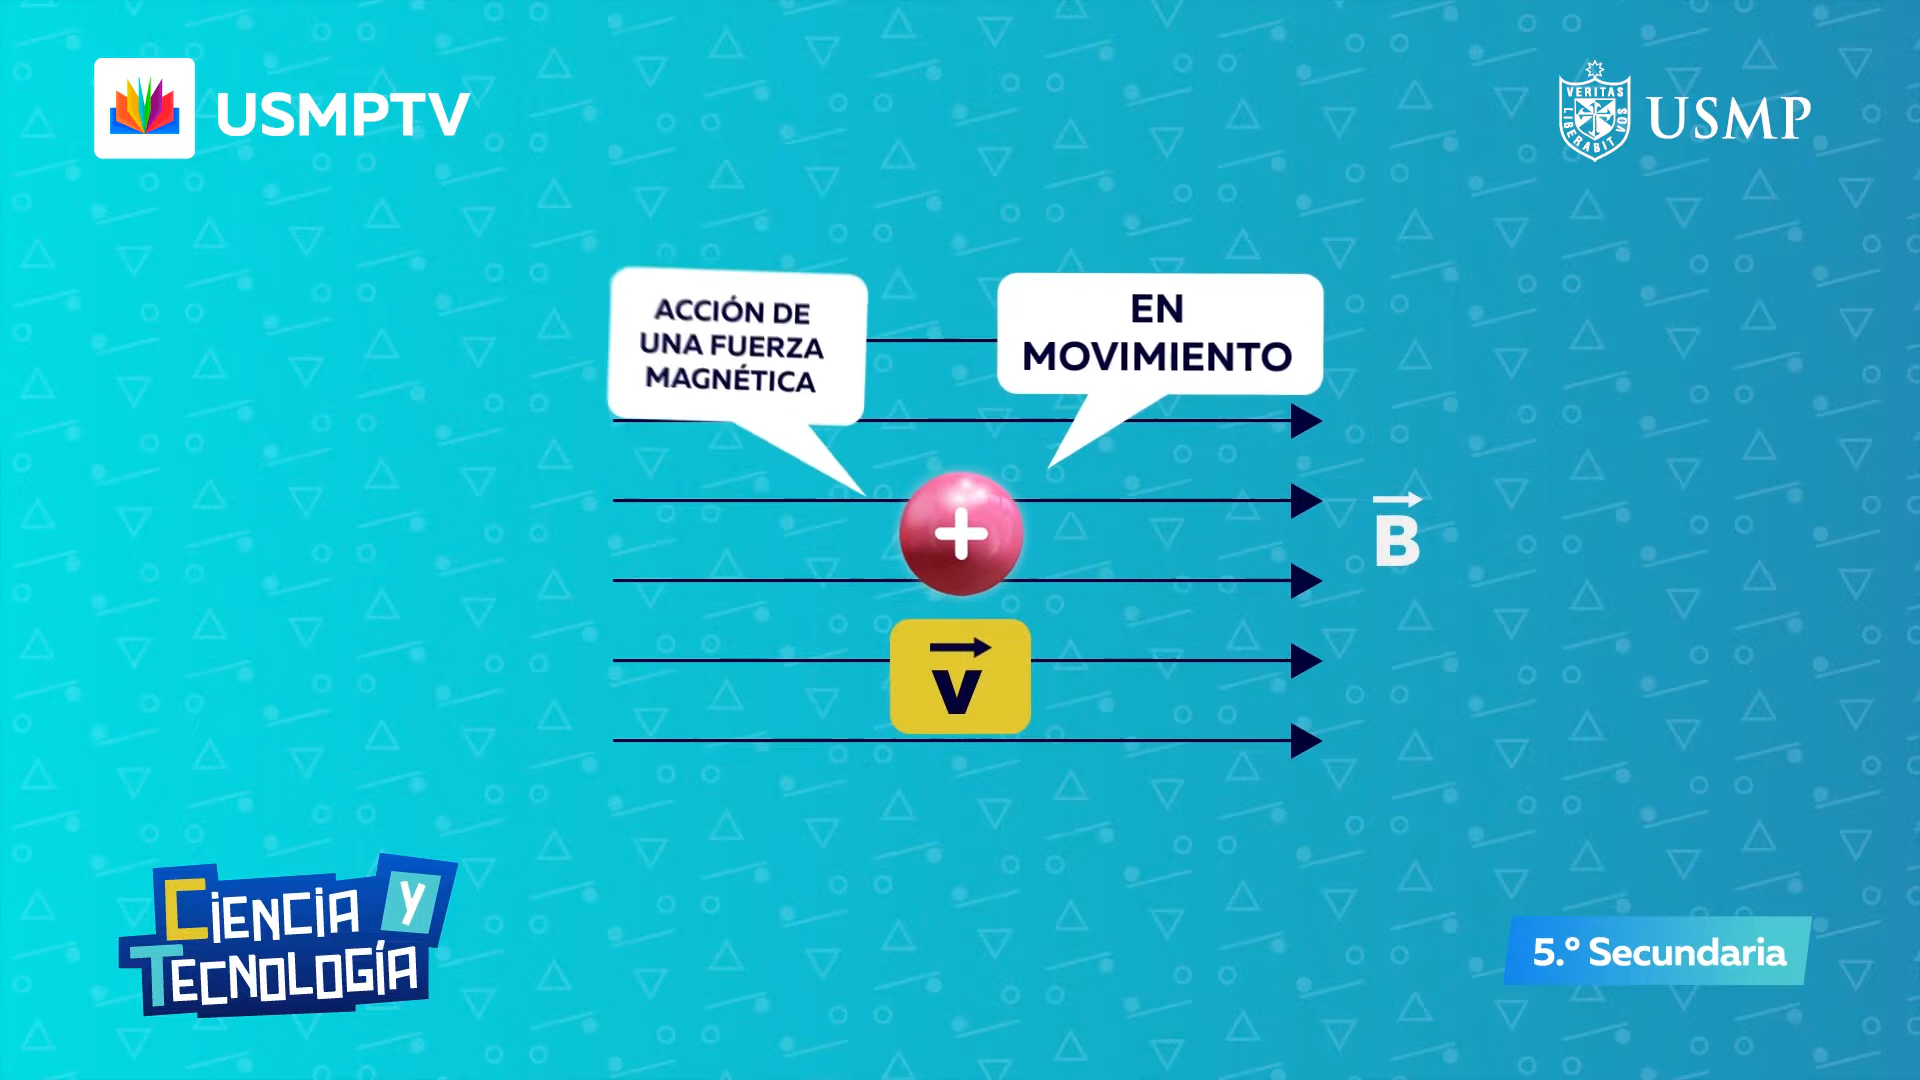 USMPTV
VERITAS
LIBERABIT VOS
USMP
ACCIÓN DE
UNA FUERZA
MAGNÉTICA
EN
MOVIMIENTO
+
B
v
CIENCIA Y
TECNOLOGÍA
5.° Secundaria